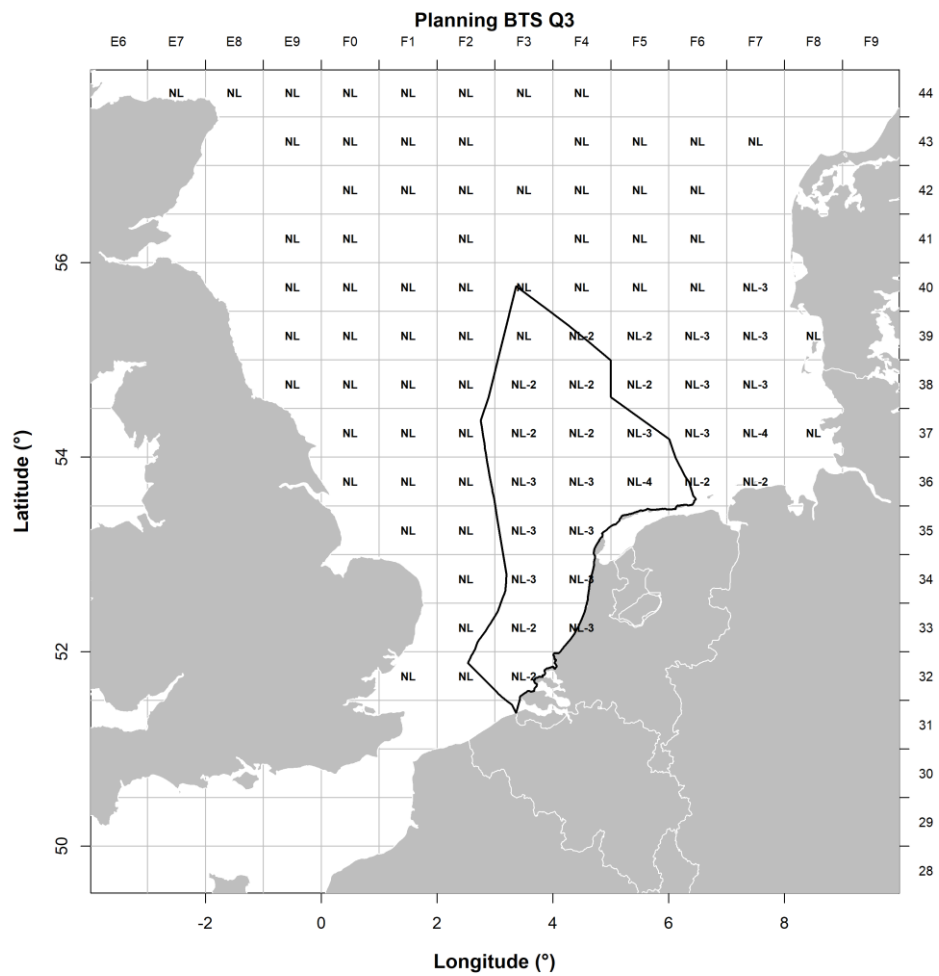 Planning BTS Q3
E6 E7 E8 E9 F0 F1 F2 F3 F4 F5 F6 F7 F8 F9
NL NL NL NL NL NL NL NL 44
NL NL NL NL NL NL NL NL 43
NL NL NL NL NL NL NL 42
NL NL NL NL NL NL 41
56
NL NL NL NL NL NL NL NL NL-3 40
NL NL NL NL NL NL-2 NL-2 NL-3 NL-3 NL 39
NL NL NL NL NL-2 NL-2 NL-2 NL-3 NL-3 38
NL NL NL NL-2 NL-2 NL-3 NL-3 NL-4 NL 37
54
NL NL NL NL-3 NL-3 NL-4 NL-2 NL-2 36
NL NL NL-3 NL-3 35
NL NL-3 NL-3 34
NL NL-2 NL-3 33
52
NL NL NL-2 32
31
30
29
50
28
-2 0 2 4 6 8
Latitude (°)
Longitude (°)